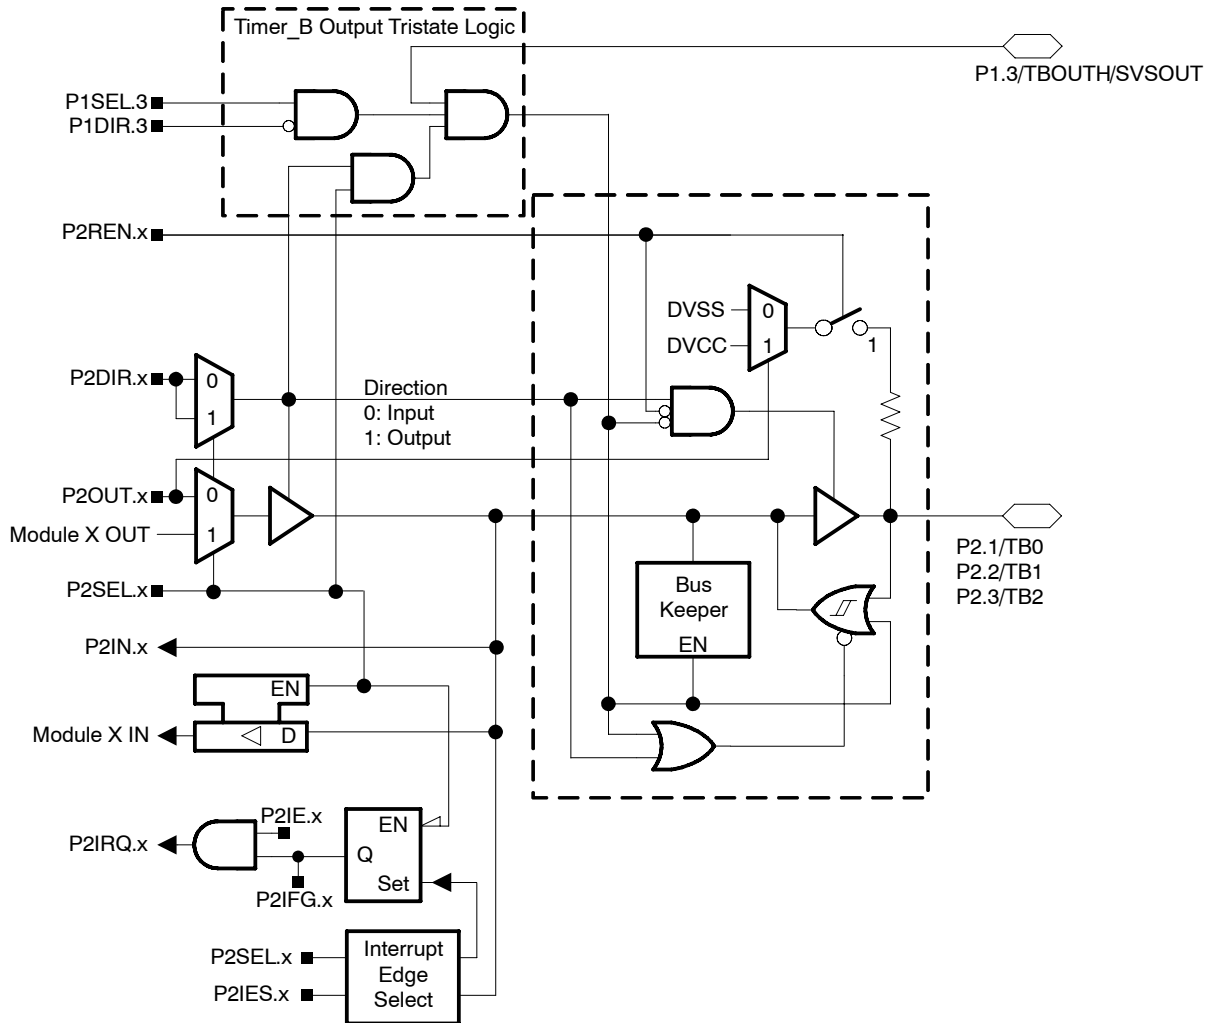 Timer_B Output Tristate Logic
P1.3/TBOUTH/SVSOUT
P1SEL.3
P1DIR.3
P2REN.x
DVSS
0
DVCC
1
1
P2DIR.x
0
1
Direction
0: Input
1: Output
P2OUT.x
0
Module X OUT
1
P2.1/TB0
P2.2/TB1
P2.3/TB2
P2SEL.x
Bus
Keeper
EN
P2IN.x
EN
Module X IN
D
P2IE.x
EN
P2IRQ.x
Q
Set
P2IFG.x
P2SEL.x
P2IES.x
Interrupt
Edge
Select